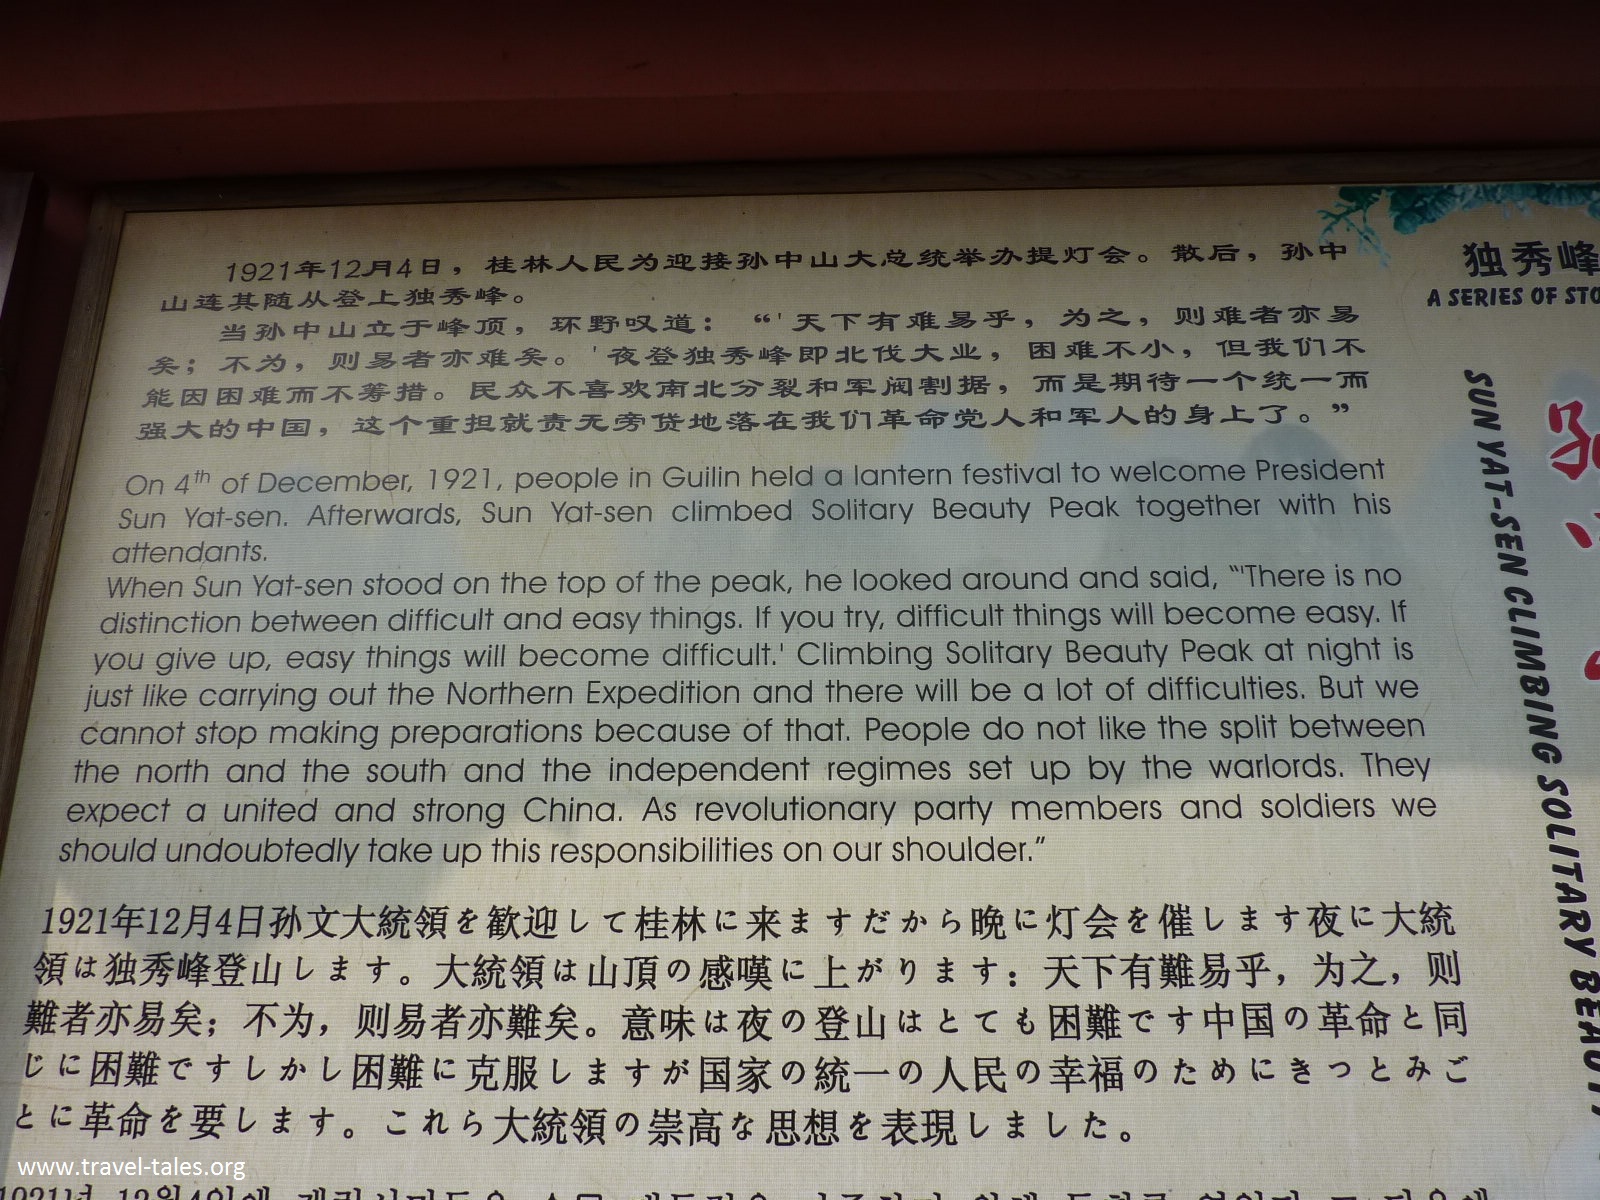 1921年12月4日，桂林人民为迎接孙中山大总统举办提灯会。散后，孙中
山连其随从登上独秀峰。
当孙中山立于峰顶，环野叹道：“'天下有难易乎，为之，则难者亦易
矣；不为，则易者亦难矣。'夜登独秀峰即北伐大业，困难不小，但我们不
能因困难而不筹措。民众不喜欢南北分裂和军阀割据，而是期待一个统一而
强大的中国，这个重担就责无旁贷地落在我们革命党人和军人的身上了。”
On 4th of December, 1921, people in Guilin held a lantern festival to welcome President
Sun Yat-sen. Afterwards, Sun Yat-sen climbed Solitary Beauty Peak together with his
attendants.
When Sun Yat-sen stood on the top of the peak, he looked around and said, “'There is no
distinction between difficult and easy things. If you try, difficult things will become easy. If
you give up, easy things will become difficult.' Climbing Solitary Beauty Peak at night is
just like carrying out the Northern Expedition and there will be a lot of difficulties. But we
cannot stop making preparations because of that. People do not like the split between
the north and the south and the independent regimes set up by the warlords. They
expect a united and strong China. As revolutionary party members and soldiers we
should undoubtedly take up this responsibilities on our shoulder.”
1921年12月4日孙文大統領を歓迎して桂林に来ますだから晩に灯会を催します夜に大統
領は独秀峰登山します。大統領は山頂の感嘆に上がります：天下有難易乎，为之，则
難者亦易矣；不为，则易者亦難矣。意味は夜の登山はとても困難です中国の革命と同
じに困難ですしかし困難に克服しますが国家の統一の人民の幸福のためにきっとみご
とに革命を要します。これら大統領の崇高な思想を表現しました。
独秀峰
A SERIES OF STO
SUN YAT-SEN CLIMBING SOLITARY BEAUTY
www.travel-tales.org